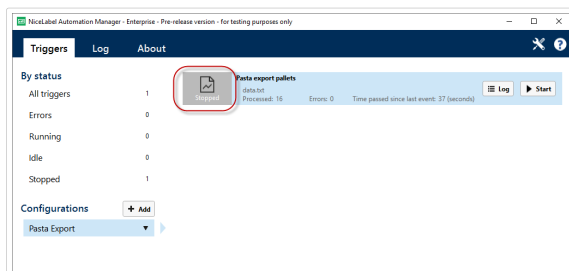 NiceLabel Automation Manager - Enterprise - Pre-release version - for testing purposes only
Triggers Log About
By status
All triggers 1
Errors 0
Running 0
Idle 0
Stopped 1
Configurations + Add
Pasta Export
Stopped
Pasta export pallets
data.txt
Processed: 16 Errors: 0 Time passed since last event: 37 (seconds)
Log Start